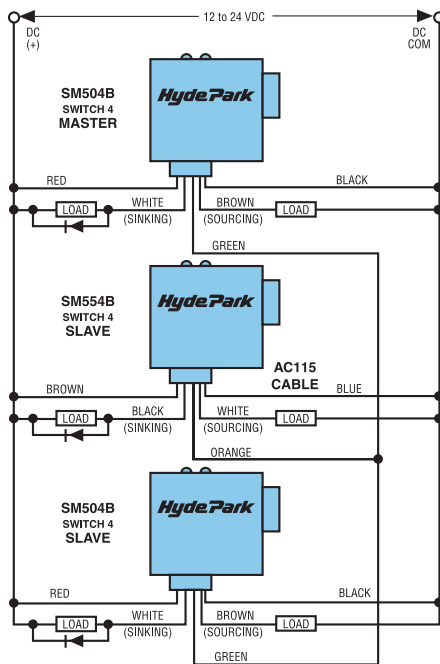 12 to 24 VDC
DC
(+)
DC
COM
SM504B
SWITCH 4
MASTER
HydePark
RED
BLACK
LOAD
WHITE
(SINKING)
BROWN
(SOURCING)
LOAD
GREEN
SM554B
SWITCH 4
SLAVE
HydePark
AC115
CABLE
BROWN
BLUE
LOAD
BLACK
(SINKING)
WHITE
(SOURCING)
LOAD
ORANGE
SM504B
SWITCH 4
SLAVE
HydePark
RED
BLACK
LOAD
WHITE
(SINKING)
BROWN
(SOURCING)
LOAD
GREEN